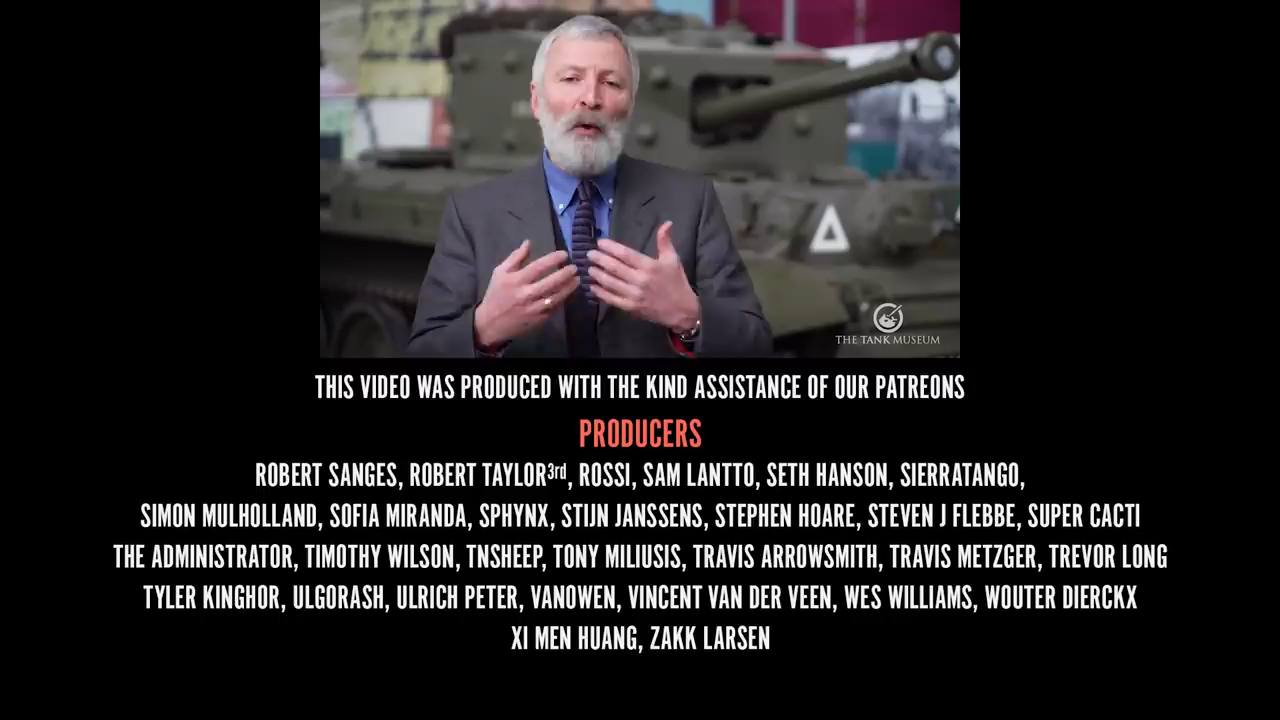 THE TANK MUSEUM
THIS VIDEO WAS PRODUCED WITH THE KIND ASSISTANCE OF OUR PATREONS
PRODUCERS
ROBERT SANGES, ROBERT TAYLOR3rd, ROSSI, SAM LANTTO, SETH HANSON, SIERRATANGO,
SIMON MULHOLLAND, SOFIA MIRANDA, SPHYNX, STIJN JANSSENS, STEPHEN HOARE, STEVEN J FLEBBE, SUPER CACTI
THE ADMINISTRATOR, TIMOTHY WILSON, TNSHEEP, TONY MILIUSIS, TRAVIS ARROWSMITH, TRAVIS METZGER, TREVOR LONG
TYLER KINGHOR, ULGORASH, ULRICH PETER, VANOWEN, VINCENT VAN DER VEEN, WES WILLIAMS, WOUTER DIERCKX
XI MEN HUANG, ZAKK LARSEN